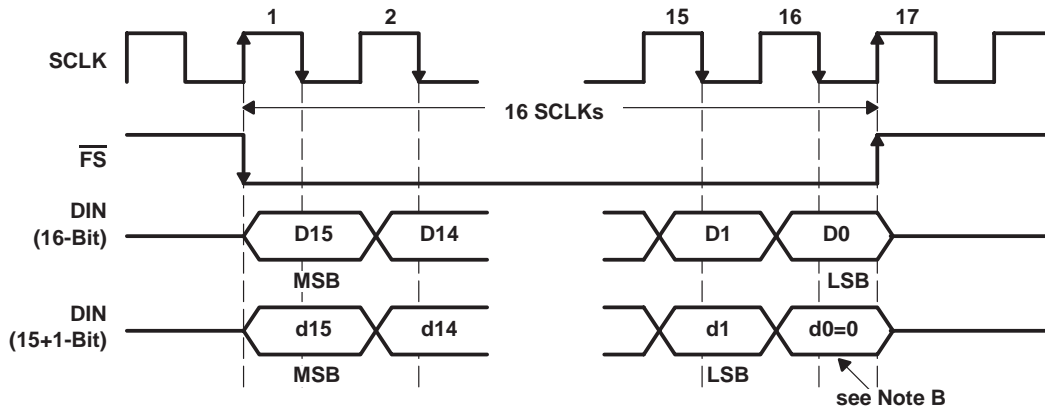 1 2 15 16 17
SCLK
16 SCLKs
FS
DIN
(16-Bit)
D15 D14 D1 D0
MSB LSB
DIN
(15+1-Bit)
d15 d14 d1 d0=0
MSB LSB
see Note B